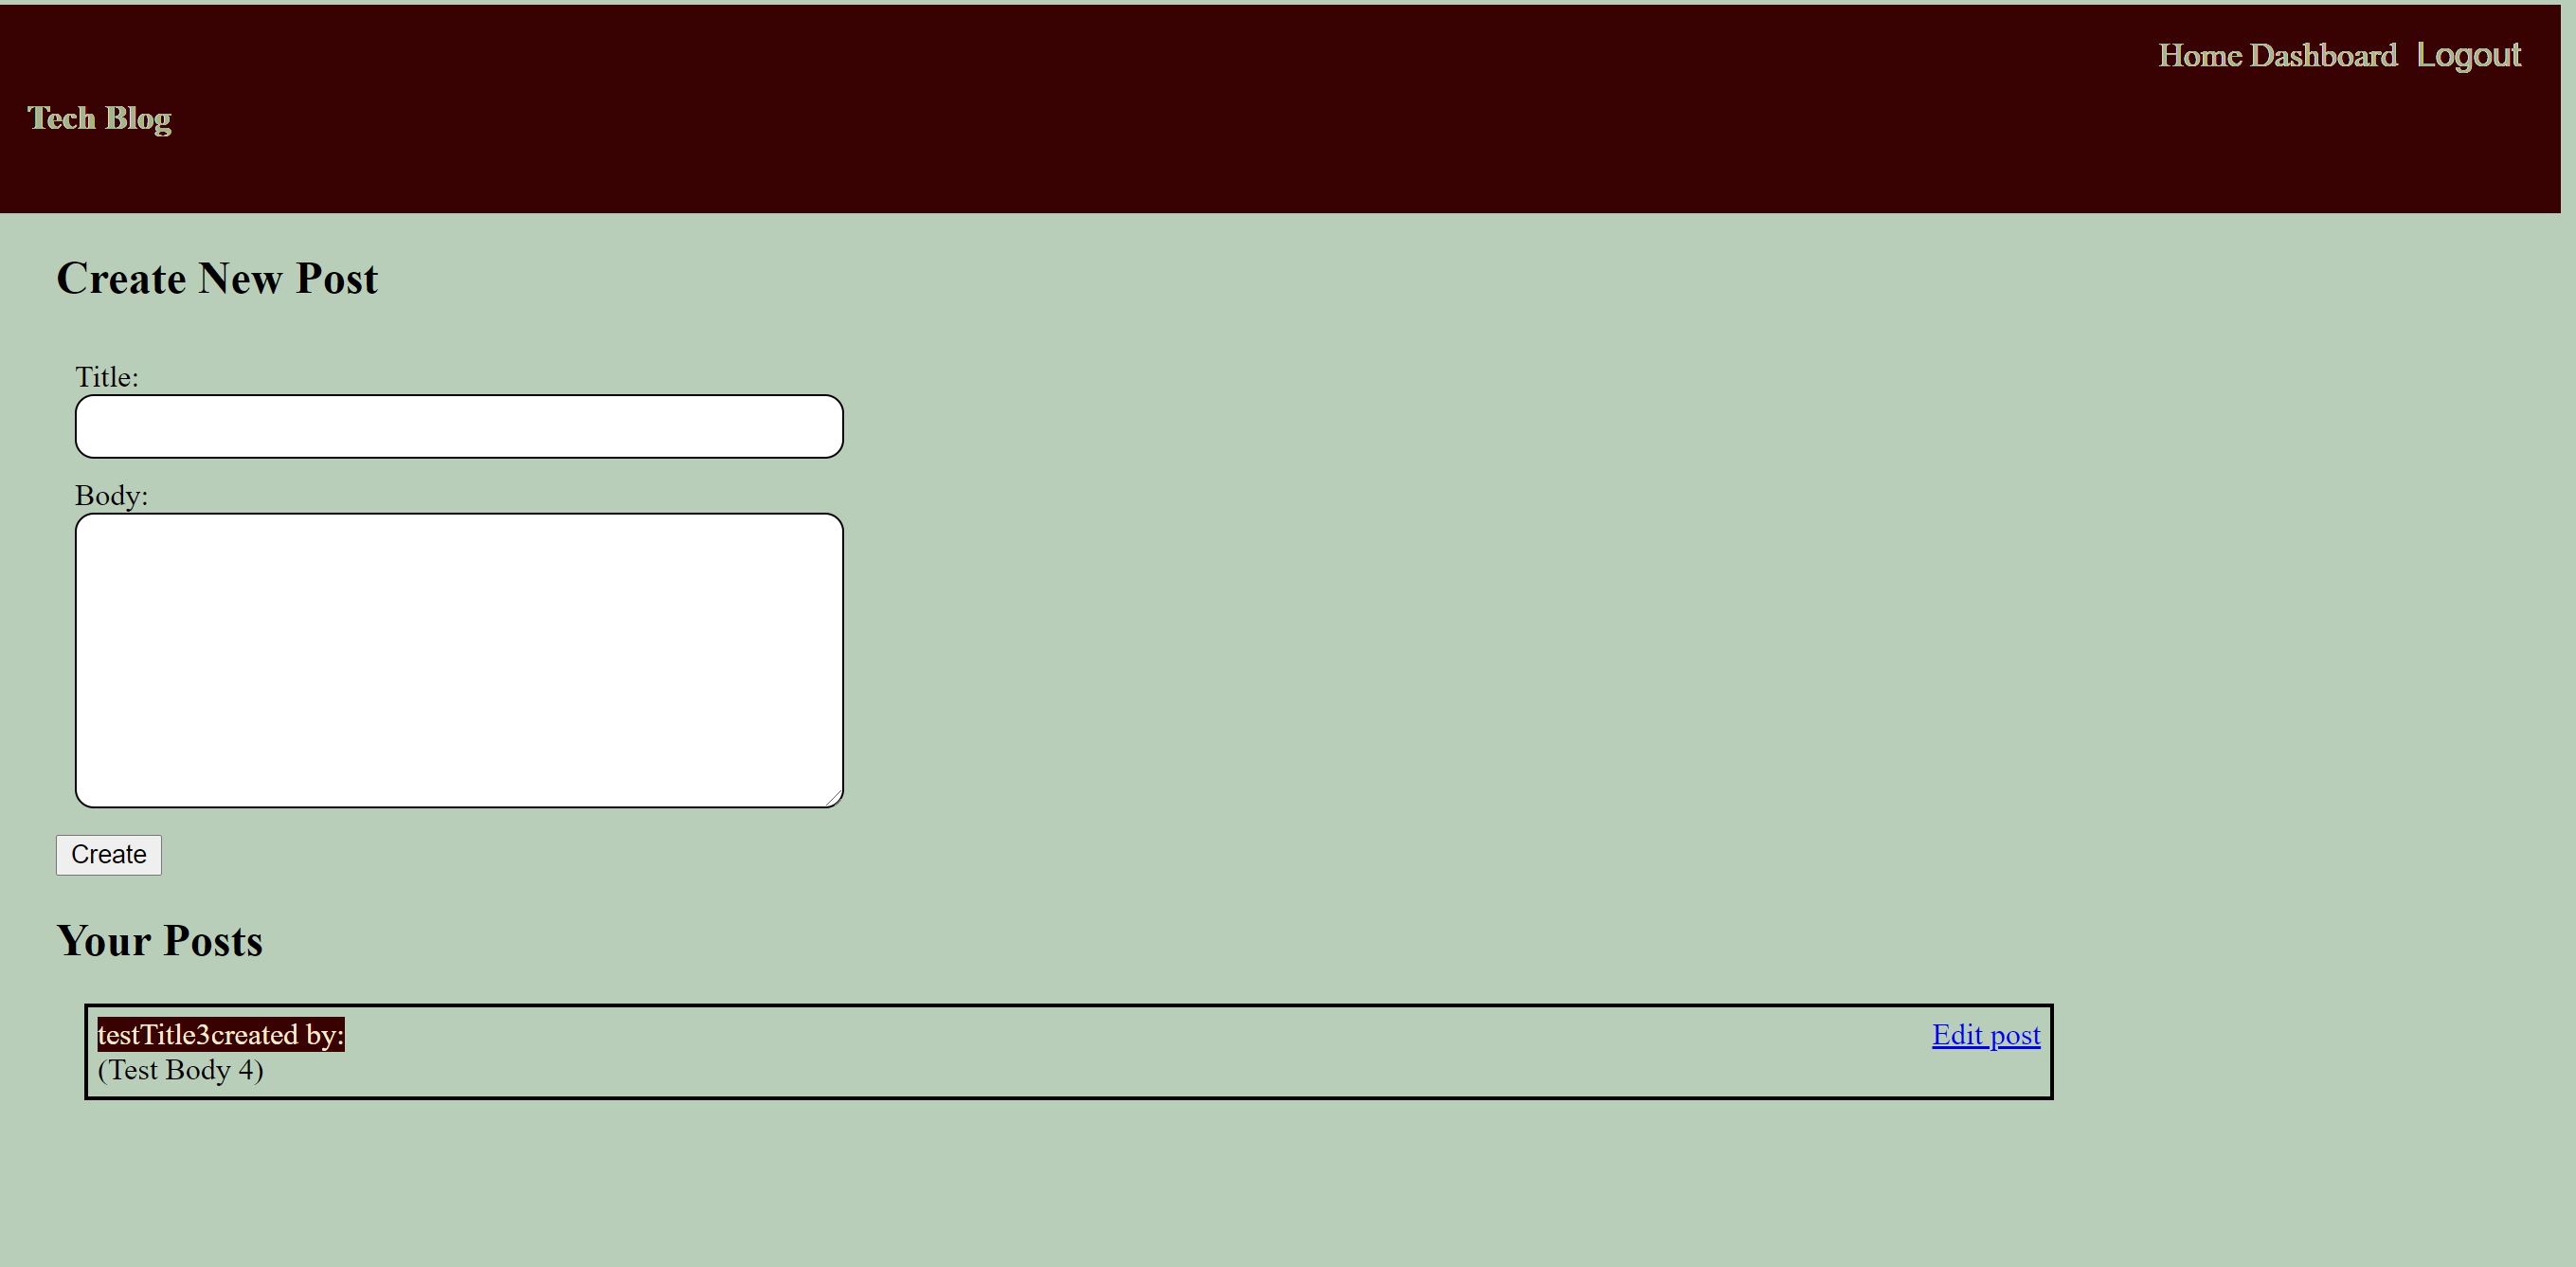 Home Dashboard Logout
Tech Blog
Create New Post
Title:
Body:
Create
Your Posts
testTitle3created by: Edit post
(Test Body 4)